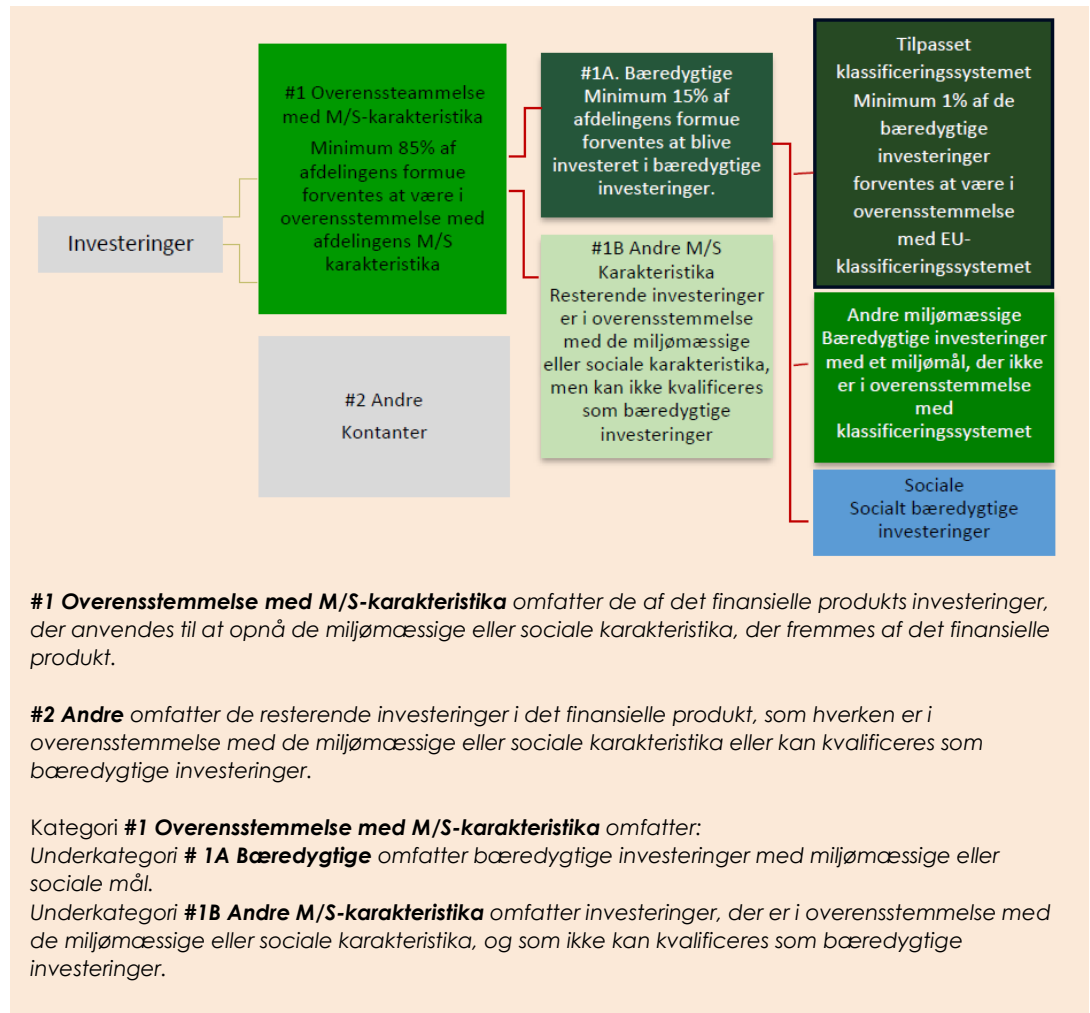 Investeringer
#1 Overenssteammelse
med M/S-karakteristika
Minimum 85% af
afdelingens formue
forventes at være i
overensstemmelse med
afdelingens M/S
karakteristika
#2 Andre
Kontanter
#1A. Bæredygtige
Minimum 15% af
afdelingens formue
forventes at blive
investeret i bæredygtige
investeringer.
#1B Andre M/S
Karakteristika
Resterende investeringer
er i overensstemmelse
med de miljømæssige
eller sociale karakteristika,
men kan ikke kvalificeres
som bæredygtige
investeringer
Tilpasset
klassificeringssystemet
Minimum 1% af de
bæredygtige
investeringer
forventes at være i
overensstemmelse
med EU-
klassificeringssystemet
Andre miljømæssige
Bæredygtige investeringer
med et miljømål, der ikke
er i overensstemmelse
med
klassificeringssystemet
Sociale
Socialt bæredygtige
investeringer
#1 Overensstemmelse med M/S-karakteristika omfatter de af det finansielle produkts investeringer,
der anvendes til at opnå de miljømæssige eller sociale karakteristika, der fremmes af det finansielle
produkt.
#2 Andre omfatter de resterende investeringer i det finansielle produkt, som hverken er i
overensstemmelse med de miljømæssige eller sociale karakteristika eller kan kvalificeres som
bæredygtige investeringer.
Kategori #1 Overensstemmelse med M/S-karakteristika omfatter:
Underkategori # 1A Bæredygtige omfatter bæredygtige investeringer med miljømæssige eller
sociale mål.
Underkategori #1B Andre M/S-karakteristika omfatter investeringer, der er i overensstemmelse med
de miljømæssige eller sociale karakteristika, og som ikke kan kvalificeres som bæredygtige
investeringer.